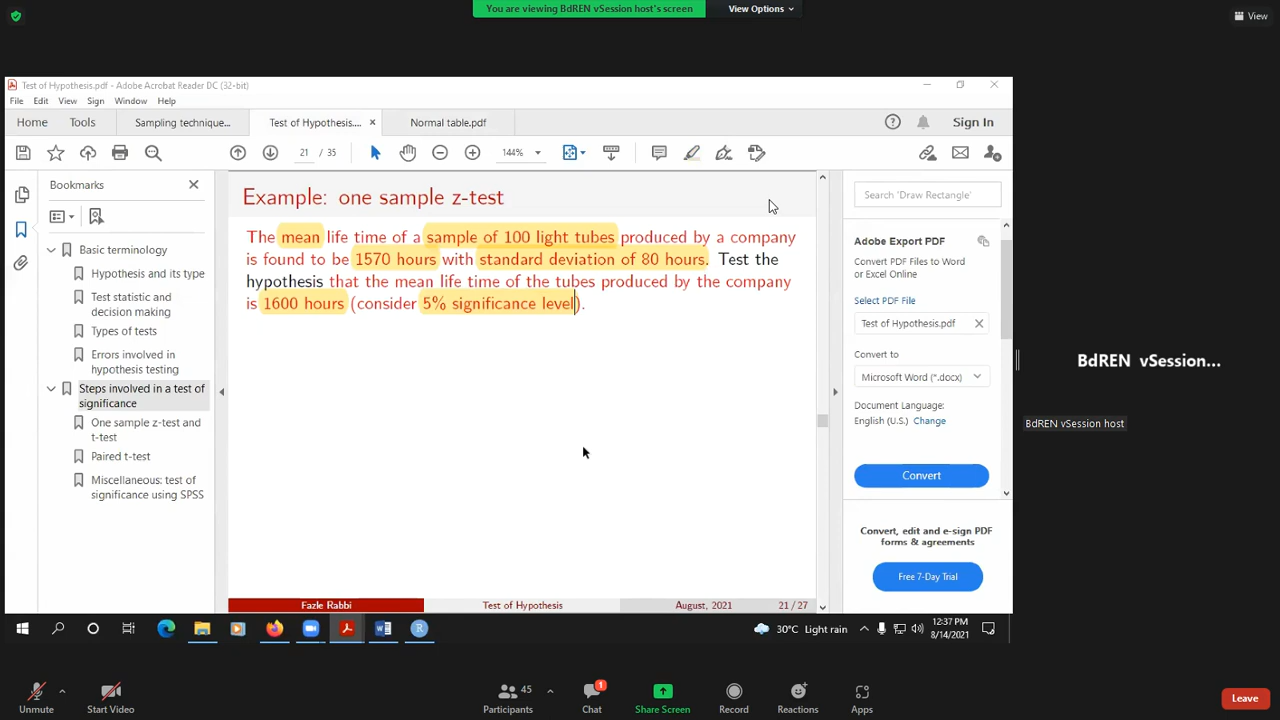 You are viewing BdREN vSession host's screen
View Options
View
Test of Hypothesis.pdf - Adobe Acrobat Reader DC (32-bit)
File Edit View Sign Window Help
Home Tools Sampling technique... Test of Hypothesis.... × Normal table.pdf Sign In
21 / 35 144%
Bookmarks
Basic terminology
Hypothesis and its type
Test statistic and
decision making
Types of tests
Errors involved in
hypothesis testing
Steps involved in a test of
significance
One sample z-test and
t-test
Paired t-test
Miscellaneous: test of
significance using SPSS
Example: one sample z-test
The mean life time of a sample of 100 light tubes produced by a company
is found to be 1570 hours with standard deviation of 80 hours. Test the
hypothesis that the mean life time of the tubes produced by the company
is 1600 hours (consider 5% significance level).
Fazle Rabbi Test of Hypothesis August, 2021 21 / 27
Search 'Draw Rectangle'
Adobe Export PDF
Convert PDF Files to Word
or Excel Online
Select PDF File
Test of Hypothesis.pdf
Convert to
Microsoft Word (*.docx)
Document Language:
English (U.S.) Change
Convert
Convert, edit and e-sign PDF
forms & agreements
Free 7-Day Trial
BdREN vSession...
BdREN vSession host
30°C Light rain
12:37 PM
8/14/2021
Unmute
Start Video
45
Participants
1
Chat
Share Screen
Record
Reactions
Apps
Leave